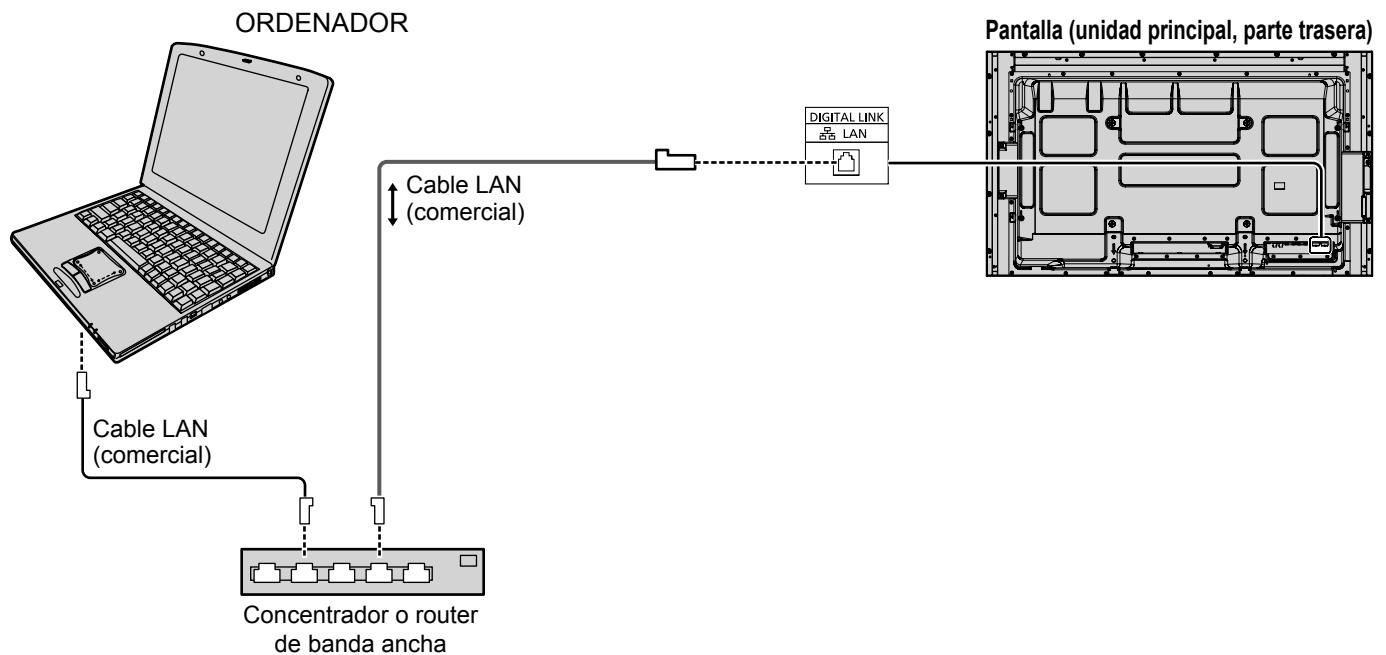 ORDENADOR
Pantalla (unidad principal, parte trasera)
DIGITAL LINK
LAN
Cable LAN
(comercial)
Cable LAN
(comercial)
Concentrador o router
de banda ancha